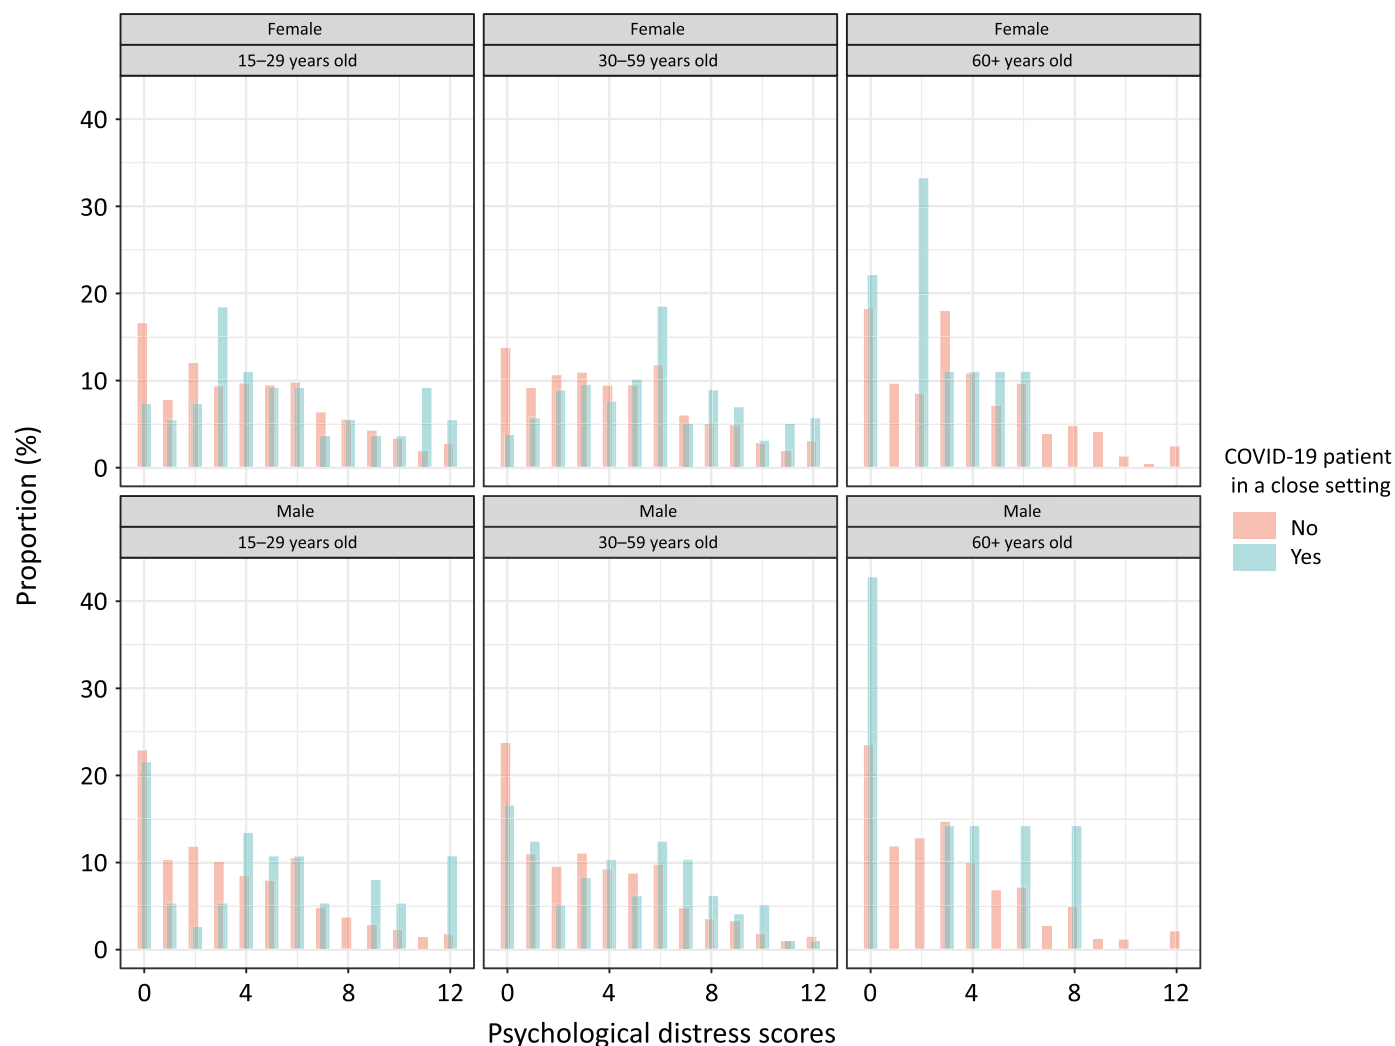 Female
Female
Female
15–29 years old
30–59 years old
60+ years old
40
30
20
10
0
Male
Male
Male
15–29 years old
30–59 years old
60+ years old
40
30
20
10
0
0 4 8 12
0 4 8 12
0 4 8 12
Psychological distress scores
Proportion (%)
COVID-19 patient
in a close setting
No
Yes